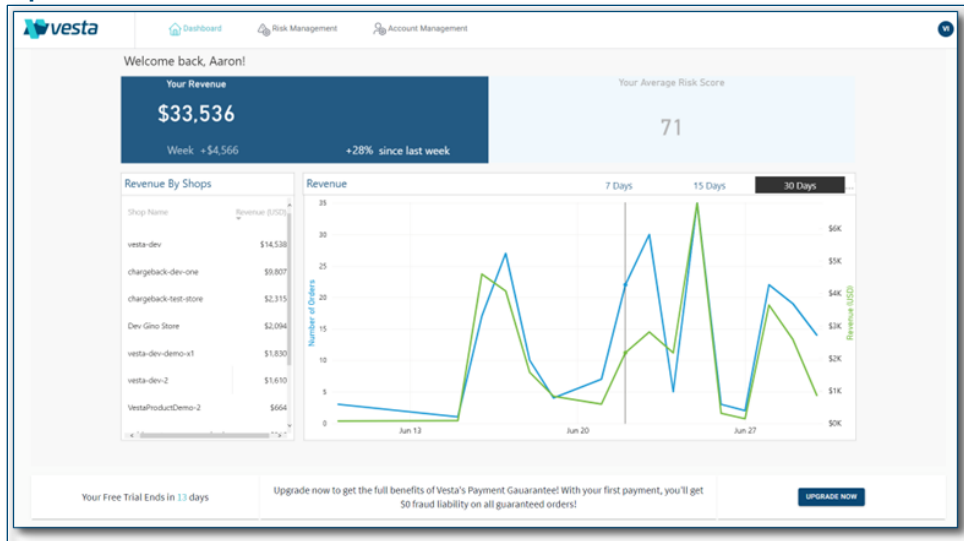 vesta
Dashboard
Risk Management
Account Management
VI
Welcome back, Aaron!
Your Revenue
$33,536
Week +$4,566
+28% since last week
Your Average Risk Score
71
Revenue By Shops
Shop Name Revenue (USD)
vesta-dev $14,538
chargeback-dev-one $9,807
chargeback-test-store $2,315
Dev Gino Store $2,094
vesta-dev-demo-x1 $1,830
vesta-dev-2 $1,610
VestaProductDemo-2 $664
Revenue
7 Days
15 Days
30 Days
...
Number of Orders
35
30
25
20
15
10
5
0
Jun 13
Jun 20
Jun 27
$6K
$5K
$4K
$3K
$2K
$1K
$0K
Revenue (USD)
Your Free Trial Ends in 13 days
Upgrade now to get the full benefits of Vesta's Payment Gauarantee! With your first payment, you'll get
$0 fraud liability on all guaranteed orders!
UPGRADE NOW